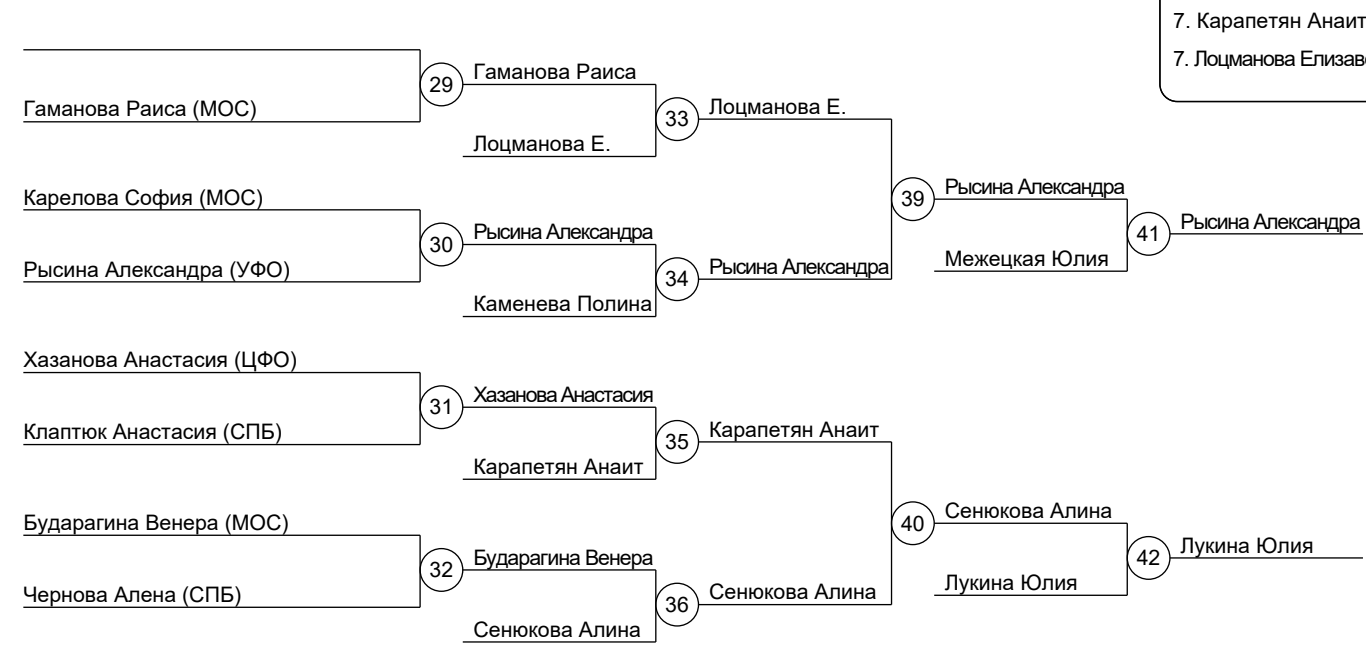 7. Карапетян Анаит
7. Лоцманова Елизав
29
Гаманова Раиса
Гаманова Раиса (МОС)
33
Лоцманова Е.
Лоцманова Е.
Карелова София (МОС)
39
Рысина Александра
30
Рысина Александра
41
Рысина Александра
Рысина Александра (УФО)
34
Рысина Александра
Межецкая Юлия
Каменева Полина
Хазанова Анастасия (ЦФО)
31
Хазанова Анастасия
Клаптюк Анастасия (СПБ)
35
Карапетян Анаит
Карапетян Анаит
Бударагина Венера (МОС)
40
Сенюкова Алина
32
Бударагина Венера
42
Лукина Юлия
Чернова Алена (СПБ)
36
Сенюкова Алина
Лукина Юлия
Сенюкова Алина